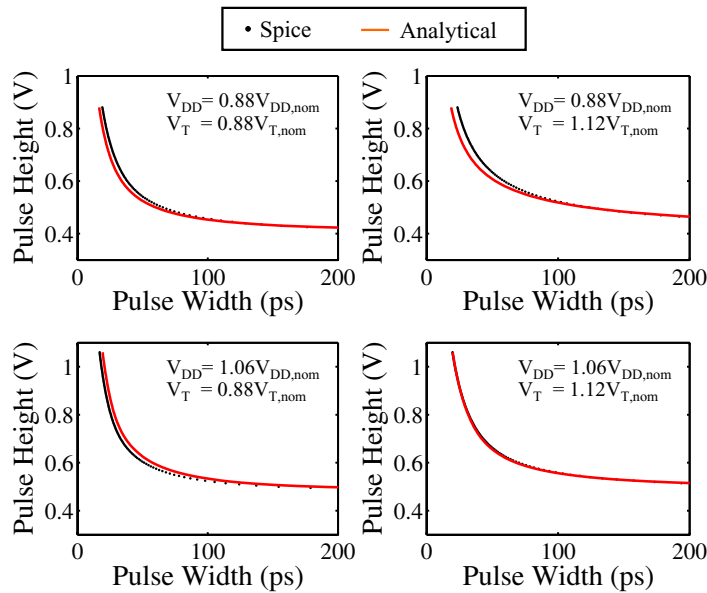 Spice Analytical
1
0.8
0.6
0.4
Pulse Height (V)
V_DD= 0.88V_DD,nom
V_T = 0.88V_T,nom
0 100 200
Pulse Width (ps)
1
0.8
0.6
0.4
Pulse Height (V)
V_DD= 0.88V_DD,nom
V_T = 1.12V_T,nom
0 100 200
Pulse Width (ps)
1
0.8
0.6
0.4
Pulse Height (V)
V_DD= 1.06V_DD,nom
V_T = 0.88V_T,nom
0 100 200
Pulse Width (ps)
1
0.8
0.6
0.4
Pulse Height (V)
V_DD= 1.06V_DD,nom
V_T = 1.12V_T,nom
0 100 200
Pulse Width (ps)